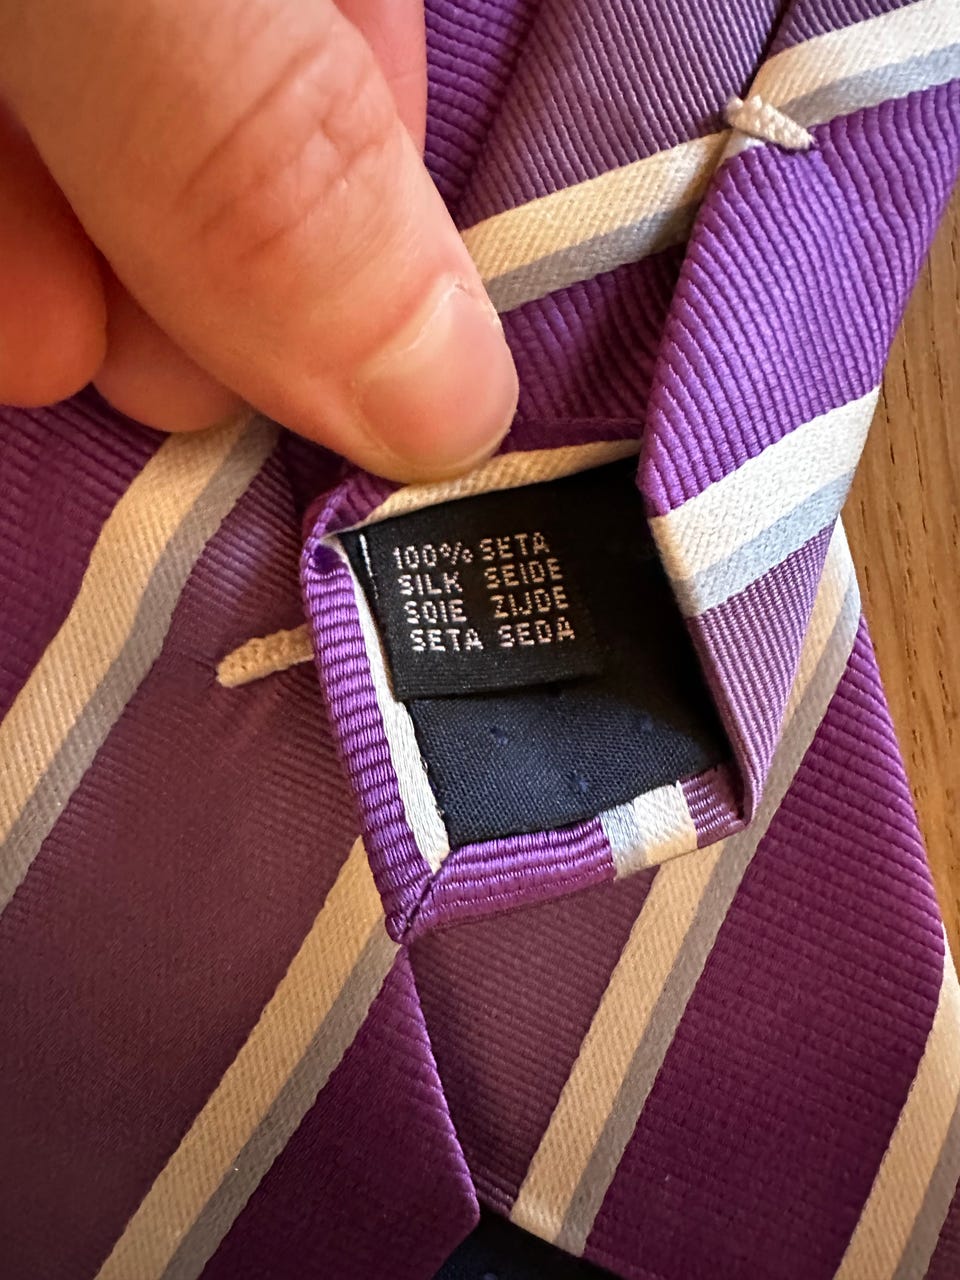 100% SETA
SILK SEIDE
SOIE ZIJDE
SETA SEDA